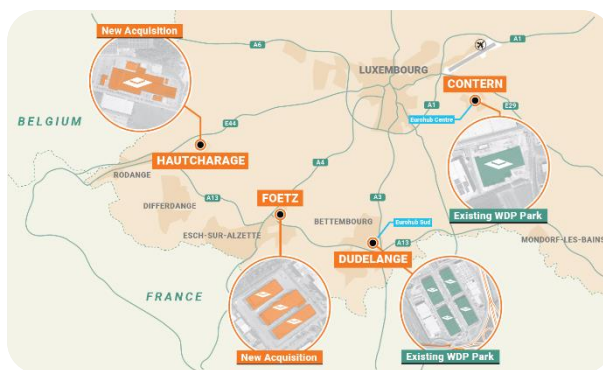 New Acquisition
A6
A1
LUXEMBOURG
CONTERN
A1
E29
Eurohub Centre
BELGIUM
E44
HAUTCHARAGE
A4
RODANGE
Existing WDP Park
FOETZ
A13
A3
DIFFERDANGE
BETTEMBOURG
Eurohub Sud
ESCH-SUR-ALZETTE
A13
MONDORF-LES-BAINS
DUDELANGE
FRANCE
New Acquisition
Existing WDP Park